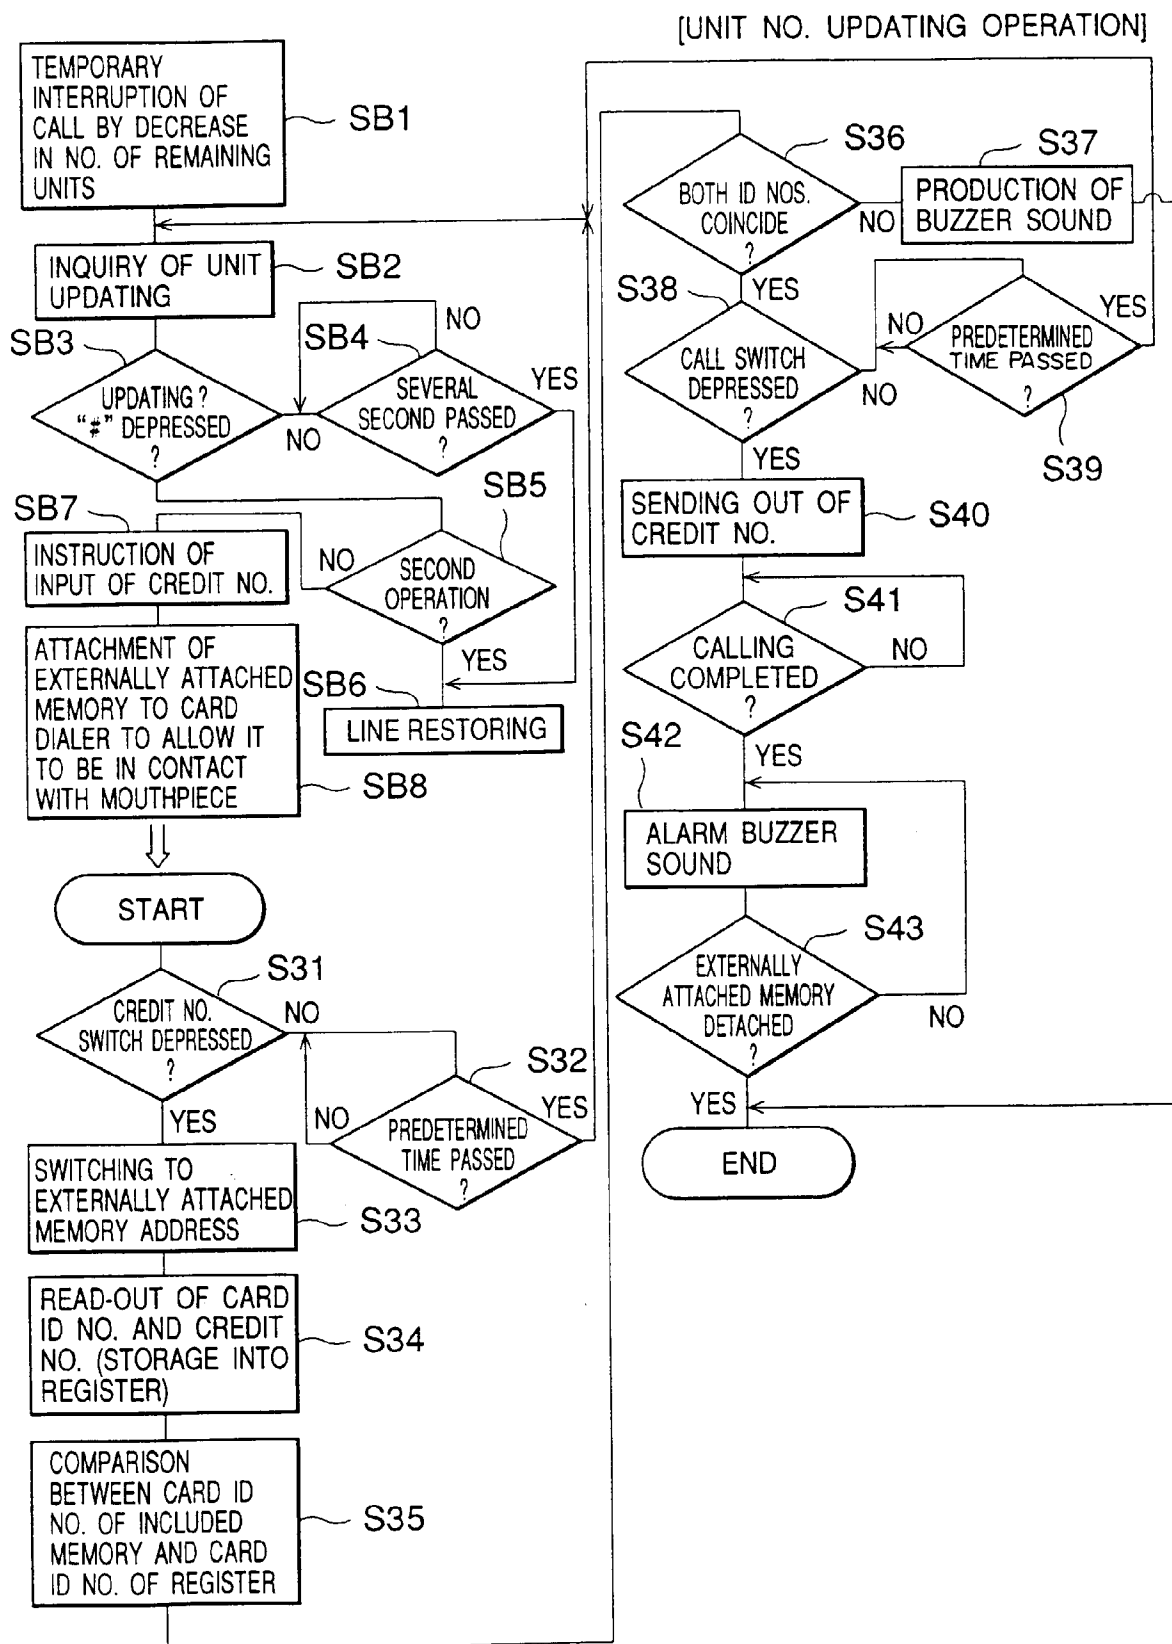 [UNIT NO. UPDATING OPERATION]
TEMPORARY
INTERRUPTION OF
CALL BY DECREASE
IN NO. OF REMAINING
UNITS
SB1
INQUIRY OF UNIT
UPDATING
SB2
SB3
UPDATING?
"#" DEPRESSED
?
NO
SB4
SEVERAL
SECOND PASSED
?
NO
YES
SB5
SECOND
OPERATION
?
NO
YES
SB6
LINE RESTORING
SB7
INSTRUCTION OF
INPUT OF CREDIT NO.
ATTACHMENT OF
EXTERNALLY ATTACHED
MEMORY TO CARD
DIALER TO ALLOW IT
TO BE IN CONTACT
WITH MOUTHPIECE
SB8
START
S31
CREDIT NO.
SWITCH DEPRESSED
?
NO
YES
S32
PREDETERMINED
TIME PASSED
?
NO
YES
SWITCHING TO
EXTERNALLY ATTACHED
MEMORY ADDRESS
S33
READ-OUT OF CARD
ID NO. AND CREDIT
NO. (STORAGE INTO
REGISTER)
S34
COMPARISON
BETWEEN CARD ID
NO. OF INCLUDED
MEMORY AND CARD
ID NO. OF REGISTER
S35
S36
BOTH ID NOS.
COINCIDE
?
NO
YES
S37
PRODUCTION OF
BUZZER SOUND
S38
CALL SWITCH
DEPRESSED
?
NO
YES
PREDETERMINED
TIME PASSED
?
NO
YES
S39
SENDING OUT OF
CREDIT NO.
S40
S41
CALLING
COMPLETED
?
NO
YES
S42
ALARM BUZZER
SOUND
S43
EXTERNALLY
ATTACHED MEMORY
DETACHED
?
NO
YES
END